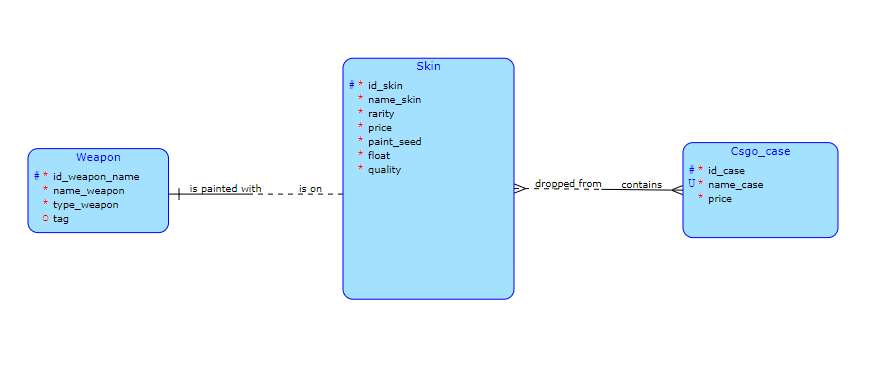 Skin
# * id_skin
* name_skin
* rarity
* price
* paint_seed
* float
* quality
Weapon
# * id_weapon_name
* name_weapon
* type_weapon
O tag
is painted with
is on
dropped from
contains
Csgo_case
# * id_case
U * name_case
* price